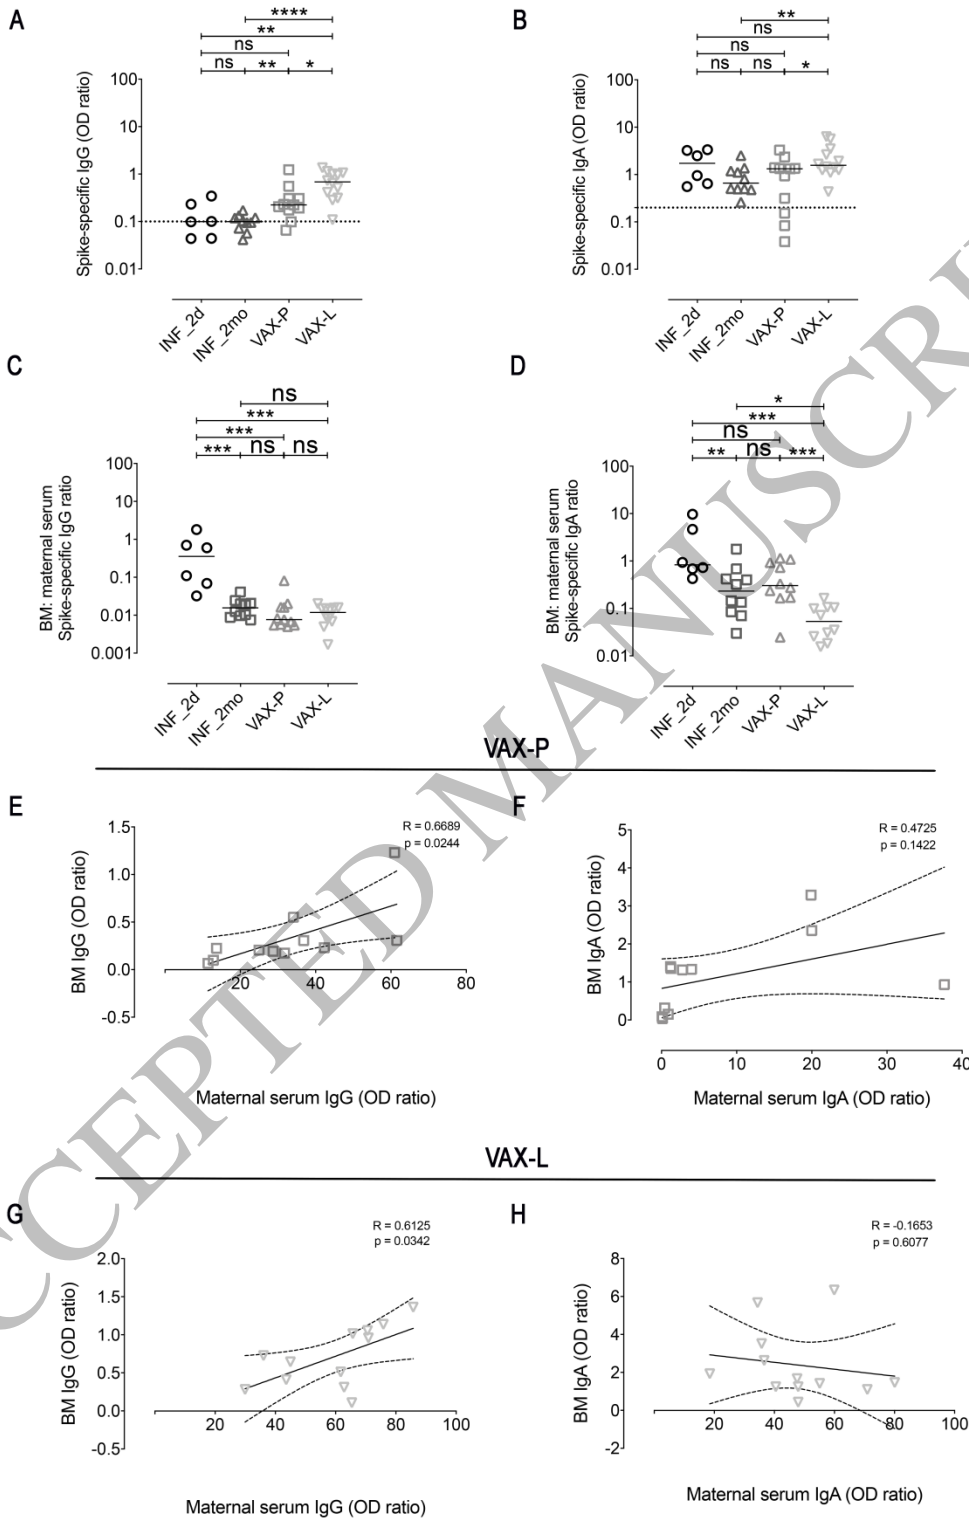 A
****
**
ns
ns
**
*
Spike-specific IgG (OD ratio)
100
10
1
0.1
0.01
INF_2d
INF_2mo
VAX-P
VAX-L
B
**
ns
ns
ns
ns
*
Spike-specific IgA (OD ratio)
100
10
1
0.1
0.01
INF_2d
INF_2mo
VAX-P
VAX-L
C
ns
***
***
***
ns
ns
BM: maternal serum
Spike-specific IgG ratio
100
10
1
0.1
0.01
0.001
INF_2d
INF_2mo
VAX-P
VAX-L
D
*
***
ns
**
ns
***
BM: maternal serum
Spike-specific IgA ratio
100
10
1
0.1
0.01
INF_2d
INF_2mo
VAX-P
VAX-L
VAX-P
E
R = 0.6689
p = 0.0244
BM IgG (OD ratio)
1.5
1.0
0.5
0.0
-0.5
20
40
60
80
Maternal serum IgG (OD ratio)
F
R = 0.4725
p = 0.1422
BM IgA (OD ratio)
5
4
3
2
1
0
0
10
20
30
40
Maternal serum IgA (OD ratio)
VAX-L
G
R = 0.6125
p = 0.0342
BM IgG (OD ratio)
2.0
1.5
1.0
0.5
0.0
-0.5
20
40
60
80
100
Maternal serum IgG (OD ratio)
H
R = -0.1653
p = 0.6077
BM IgA (OD ratio)
8
6
4
2
0
-2
20
40
60
80
100
Maternal serum IgA (OD ratio)
CCEPTED MANUSCRI